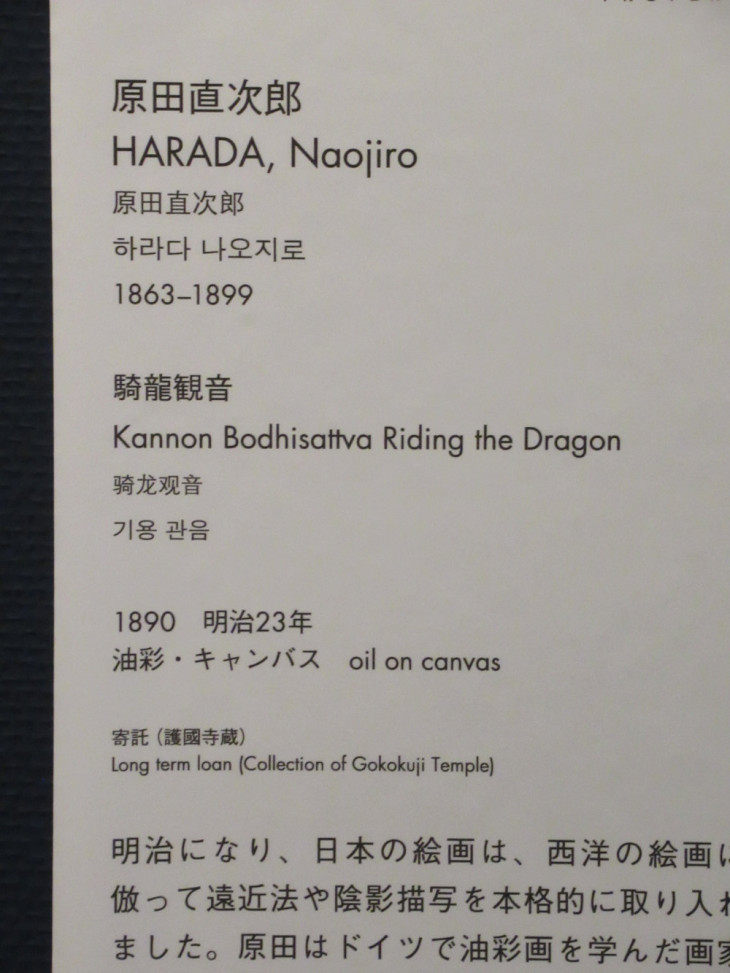 原田直次郎
HARADA, Naojiro
原田直次郎
하라다 나오지로
1863–1899
騎龍観音
Kannon Bodhisattva Riding the Dragon
骑龙观音
기용 관음
1890　明治23年
油彩・キャンバス　oil on canvas
寄託（護國寺蔵）
Long term loan (Collection of Gokokuji Temple)
明治になり、日本の絵画は、西洋の絵画に
倣って遠近法や陰影描写を本格的に取り入れ
ました。原田はドイツで油彩画を学んだ画家